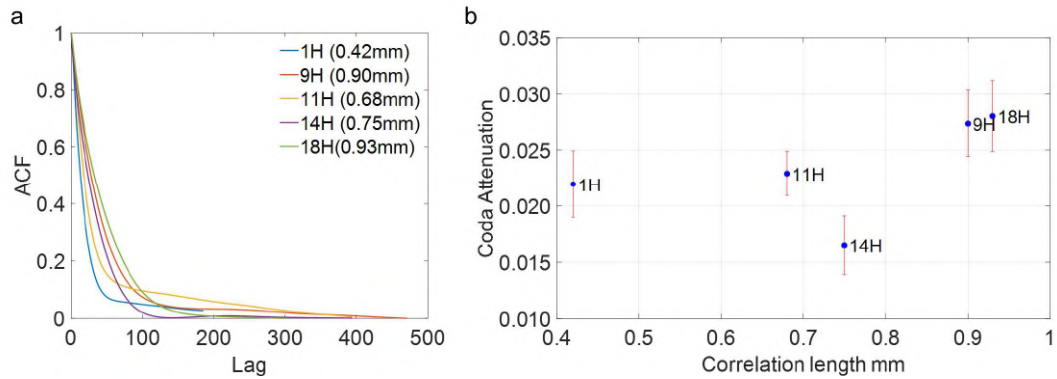 a
ACF
1
0.8
0.6
0.4
0.2
0
0 100 200 300 400 500
Lag
1H (0.42mm)
9H (0.90mm)
11H (0.68mm)
14H (0.75mm)
18H(0.93mm)
b
Coda Attenuation
0.035
0.030
0.025
0.020
0.015
0.010
0.4 0.5 0.6 0.7 0.8 0.9 1
Correlation length mm
1H
11H
14H
9H
18H